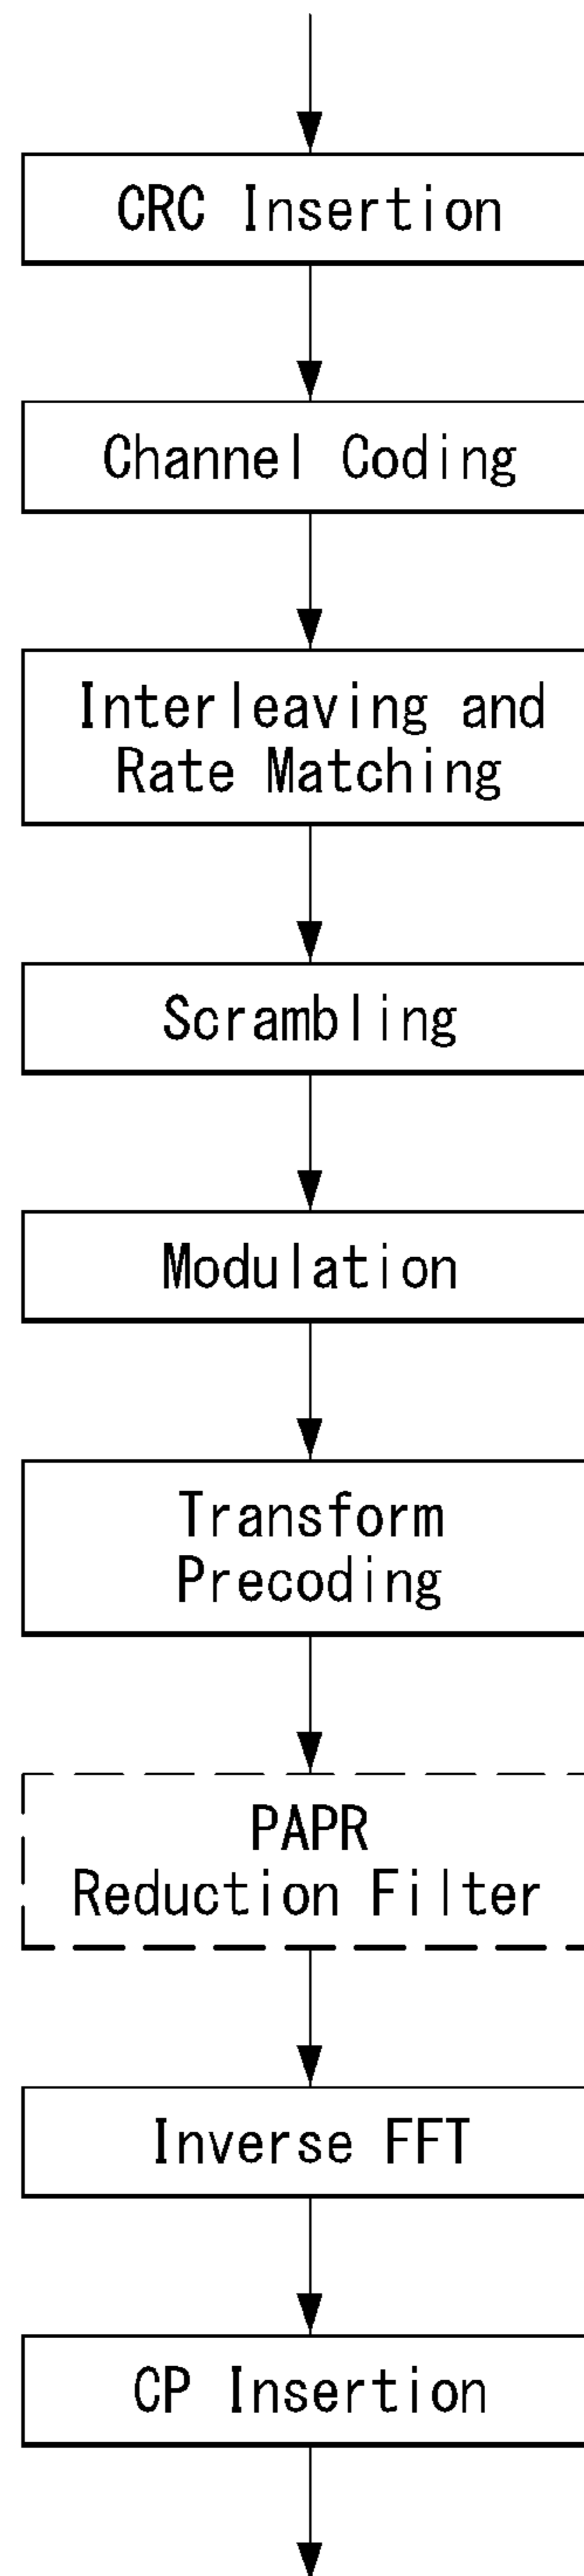 CRC Insertion
Channel Coding
Interleaving and
Rate Matching
Scrambling
Modulation
Transform
Precoding
PAPR
Reduction Filter
Inverse FFT
CP Insertion